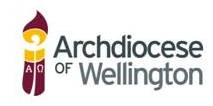 Archdiocese
OF Wellington
Α Ω